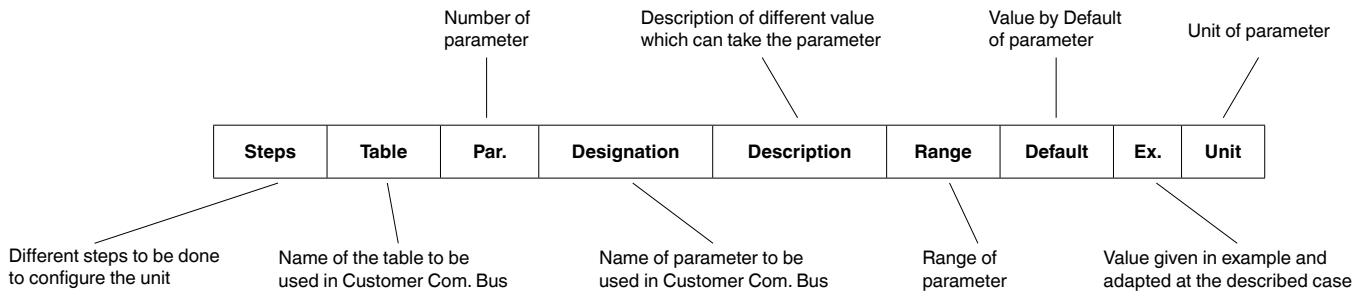 Number of
parameter
Description of different value
which can take the parameter
Value by Default
of parameter
Unit of parameter
Steps Table Par. Designation Description Range Default Ex. Unit
Different steps to be done
to configure the unit
Name of the table to be
used in Customer Com. Bus
Name of parameter to be
used in Customer Com. Bus
Range of
parameter
Value given in example and
adapted at the described case